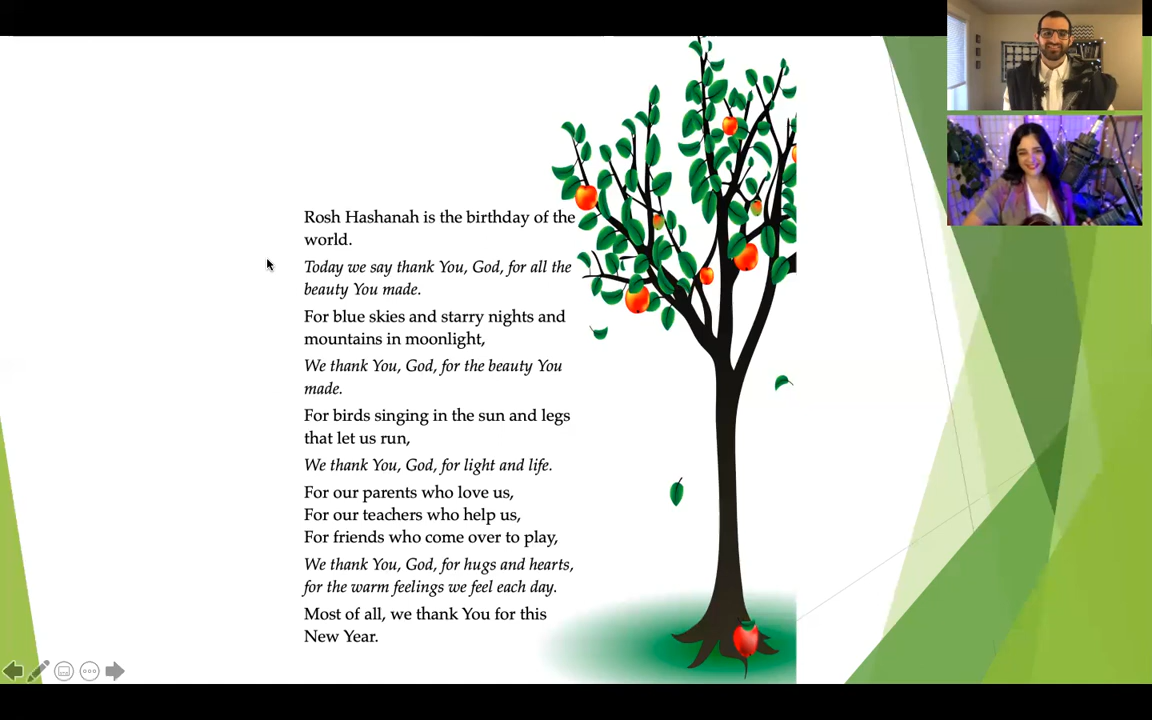 Rosh Hashanah is the birthday of the
world.
Today we say thank You, God, for all the
beauty You made.
For blue skies and starry nights and
mountains in moonlight,
We thank You, God, for the beauty You
made.
For birds singing in the sun and legs
that let us run,
We thank You, God, for light and life.
For our parents who love us,
For our teachers who help us,
For friends who come over to play,
We thank You, God, for hugs and hearts,
for the warm feelings we feel each day.
Most of all, we thank You for this
New Year.